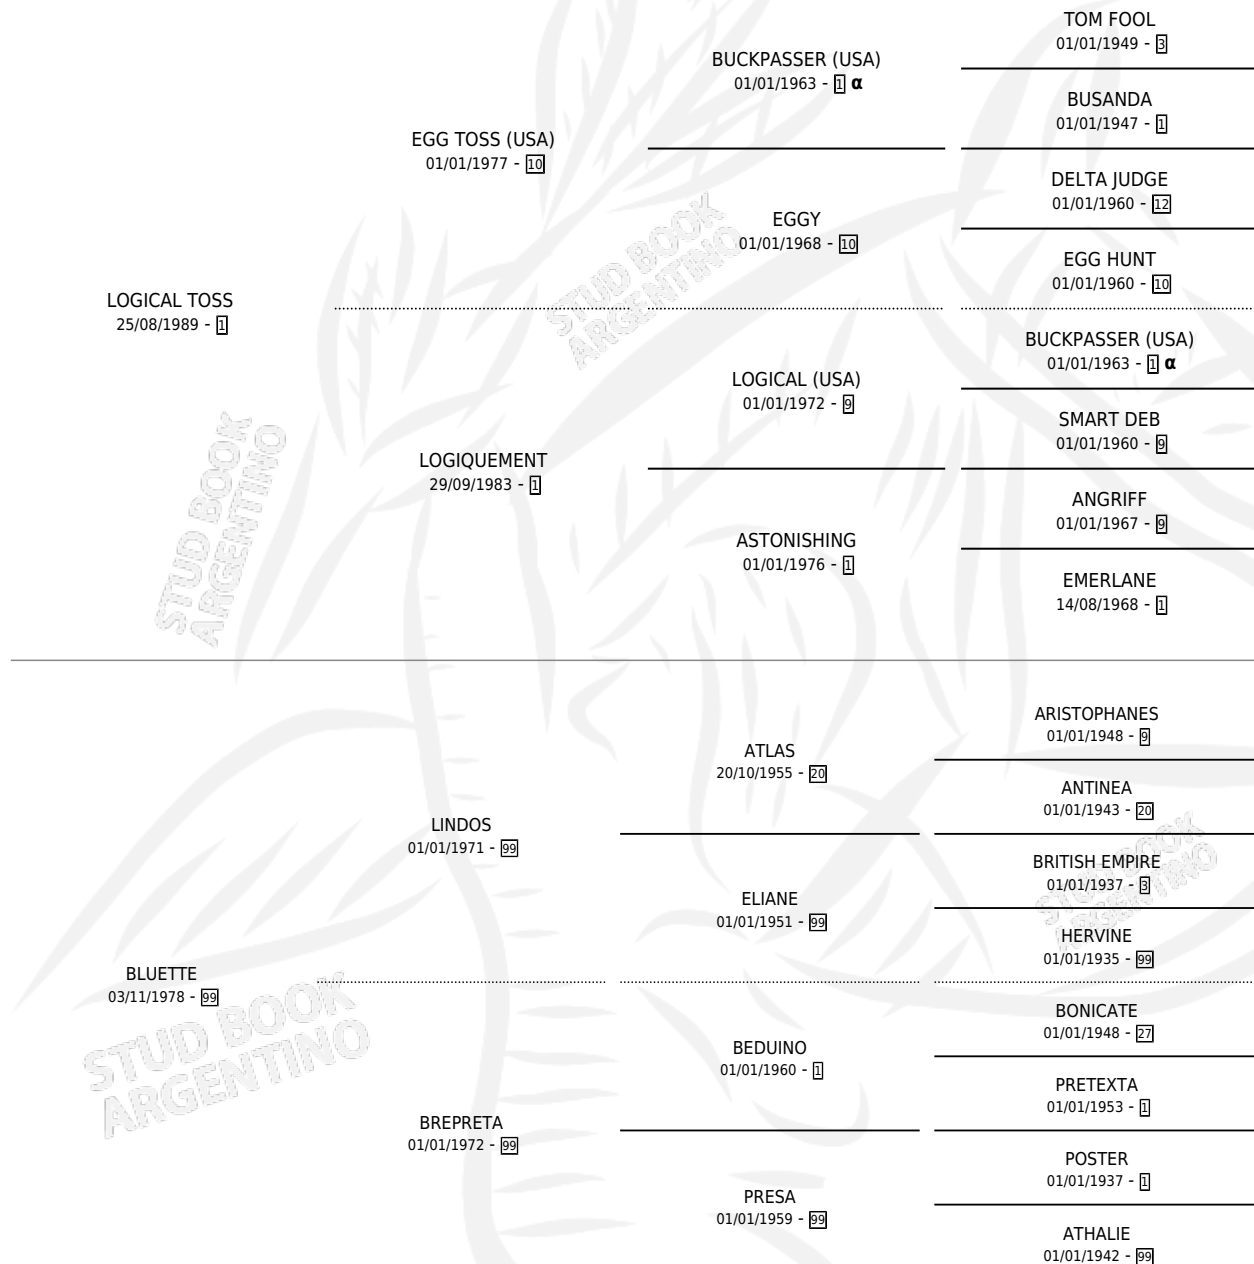 TOM FOOL
01/01/1949 - 3
BUCKPASSER (USA)
01/01/1963 - 1 α
BUSANDA
01/01/1947 - 1
EGG TOSS (USA)
01/01/1977 - 10
DELTA JUDGE
01/01/1960 - 12
EGGY
01/01/1968 - 10
EGG HUNT
01/01/1960 - 10
STUD BOOK
ARGENTINO
LOGICAL TOSS
25/08/1989 - 1
BUCKPASSER (USA)
01/01/1963 - 1 α
LOGICAL (USA)
01/01/1972 - 9
SMART DEB
01/01/1960 - 9
LOGIQUEMENT
29/09/1983 - 1
ANGRIFF
01/01/1967 - 9
ASTONISHING
01/01/1976 - 1
EMERLANE
14/08/1968 - 1
STUD BOOK
ARGENTINO
ARISTOPHANES
01/01/1948 - 9
ATLAS
20/10/1955 - 20
ANTINEA
01/01/1943 - 20
LINDOS
01/01/1971 - 99
BRITISH EMPIRE
01/01/1937 - 3
ELIANE
01/01/1951 - 99
HERVINE
01/01/1935 - 99
STUD BOOK
ARGENTINO
BLUETTE
03/11/1978 - 99
BONICATE
01/01/1948 - 27
BEDUINO
01/01/1960 - 1
PRETEXTA
01/01/1953 - 1
STUD BOOK
ARGENTINO
BREPRETA
01/01/1972 - 99
POSTER
01/01/1937 - 1
PRESA
01/01/1959 - 99
ATHALIE
01/01/1942 - 99